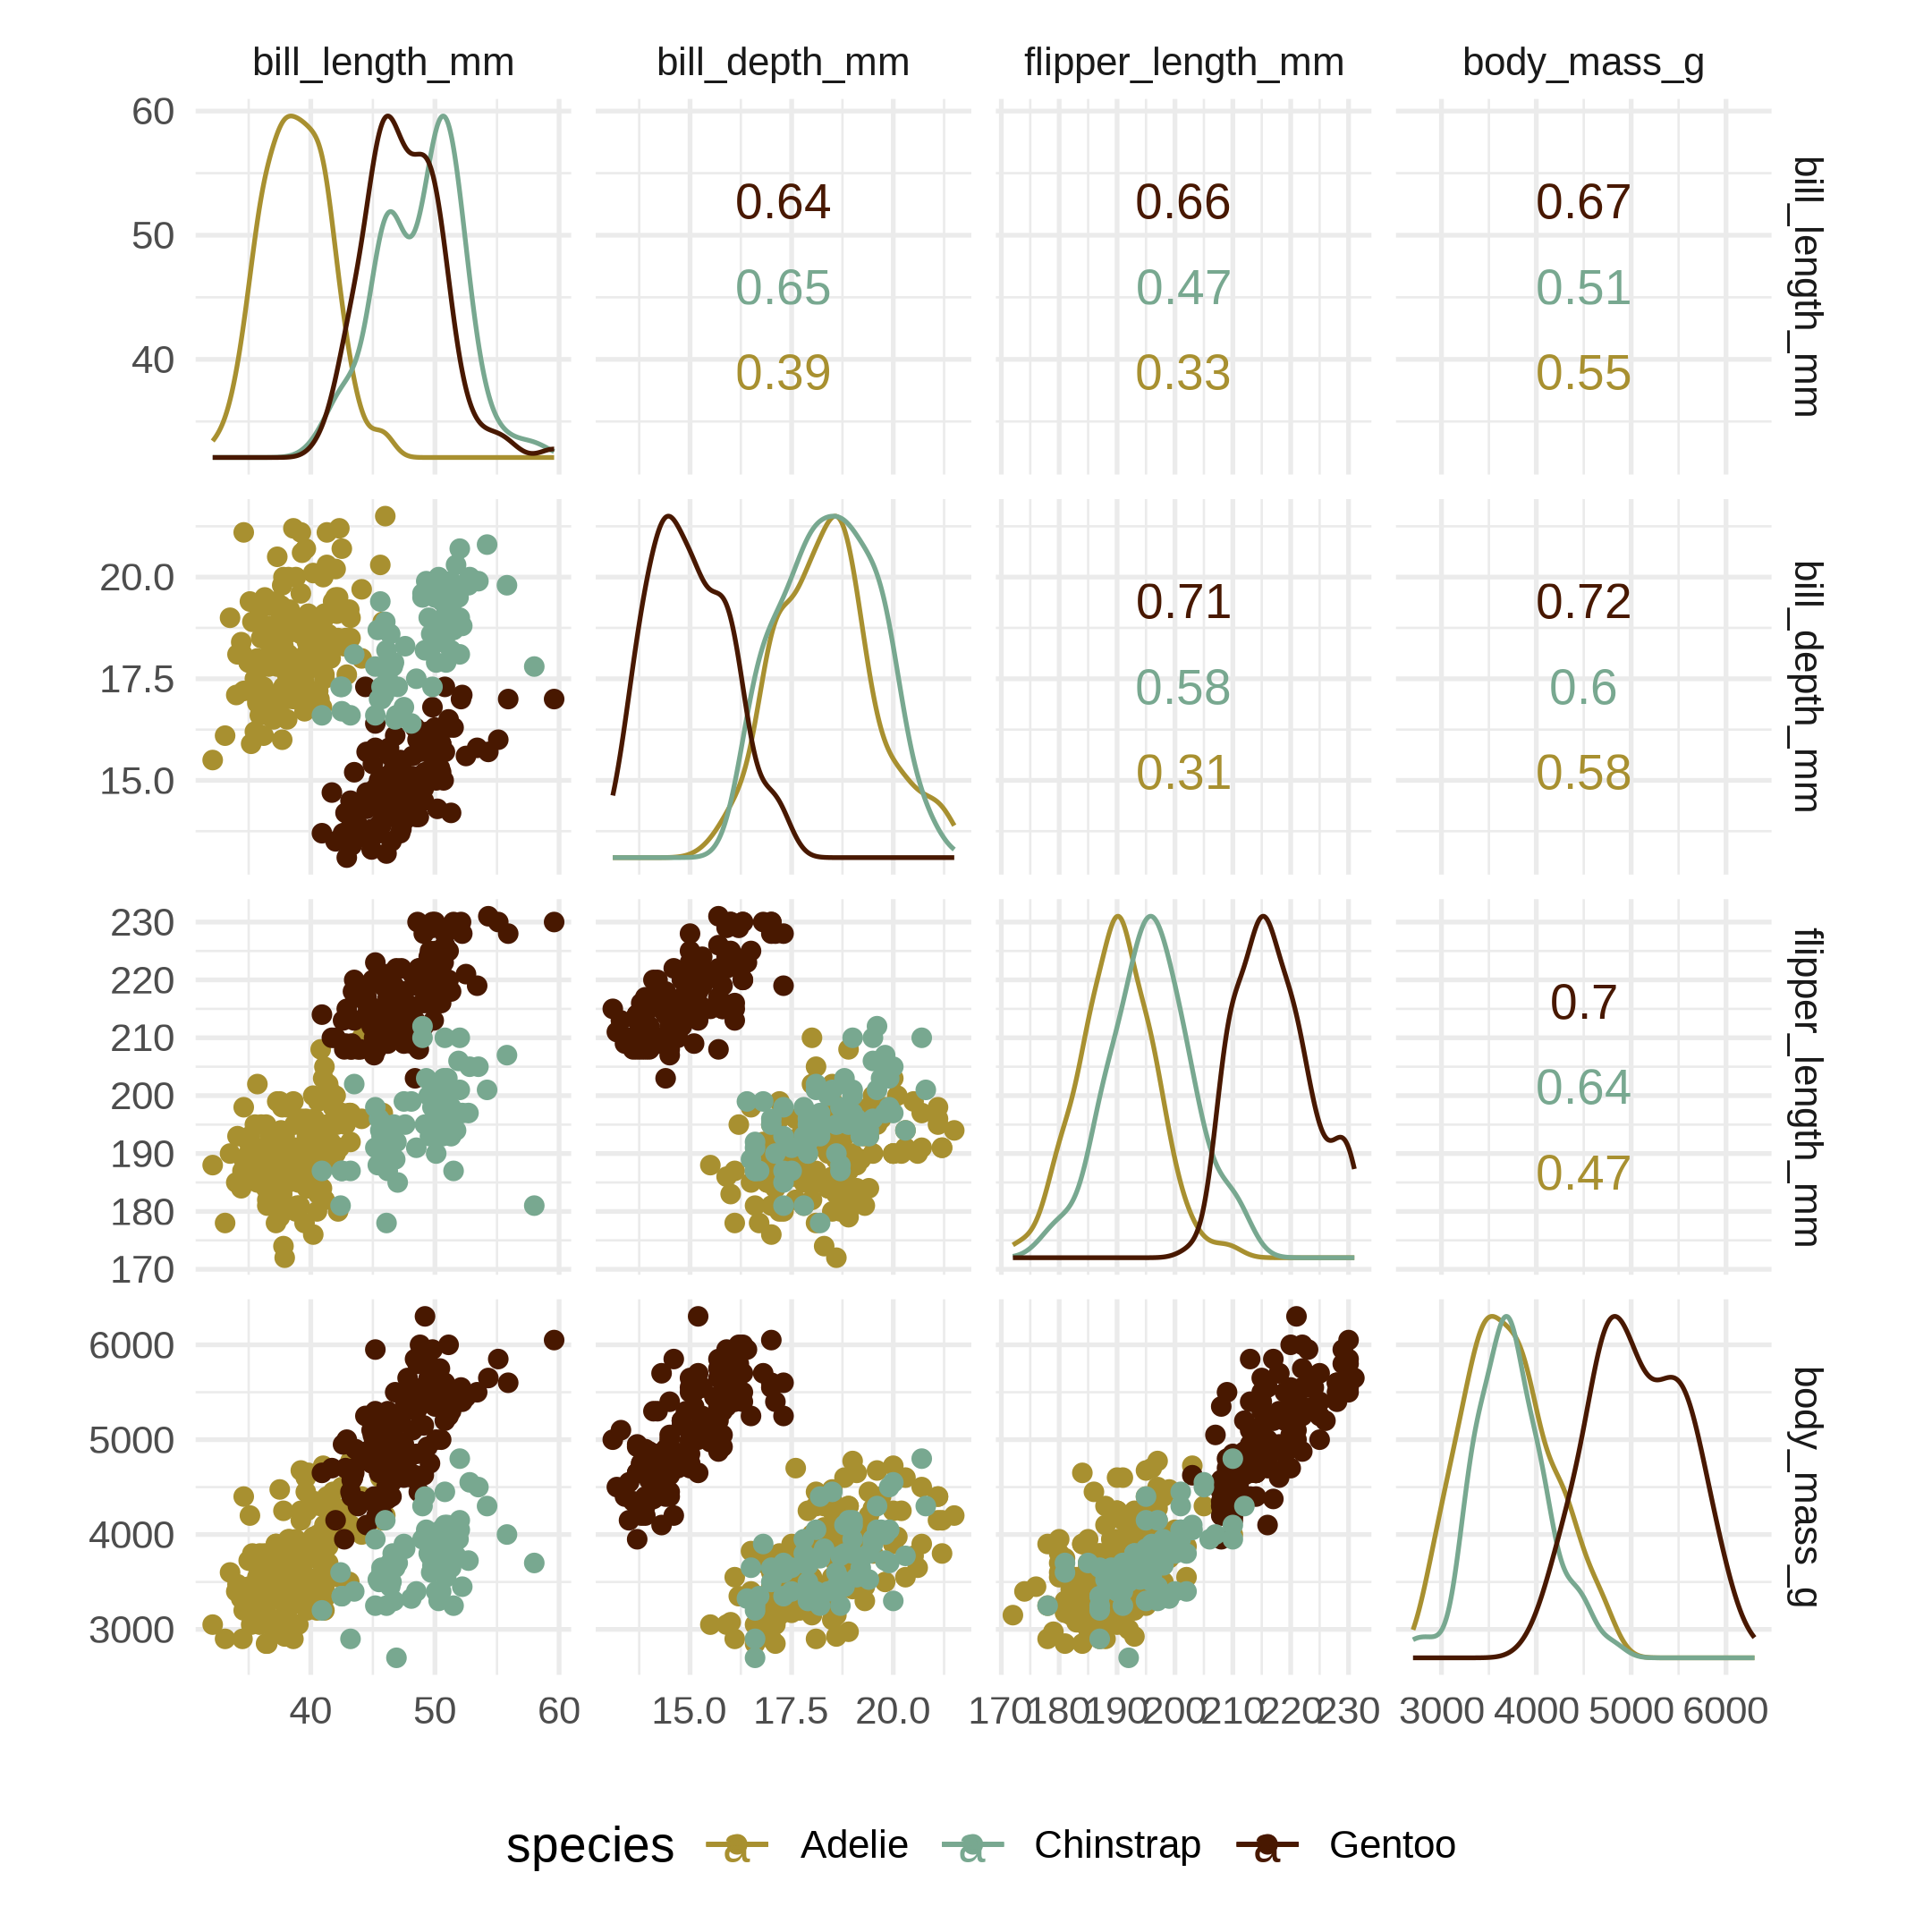 bill_length_mm bill_depth_mm flipper_length_mm body_mass_g
60
50
40
0.64 0.66 0.67
0.65 0.47 0.51
0.39 0.33 0.55
bill_length_mm
20.0
17.5
15.0
0.71 0.72
0.58 0.6
0.31 0.58
bill_depth_mm
230
220
210
200
190
180
170
0.7
0.64
0.47
flipper_length_mm
6000
5000
4000
3000
body_mass_g
40 50 60 15.0 17.5 20.0 170 180 190 200 210 220 230 3000 4000 5000 6000
species a Adelie a Chinstrap a Gentoo